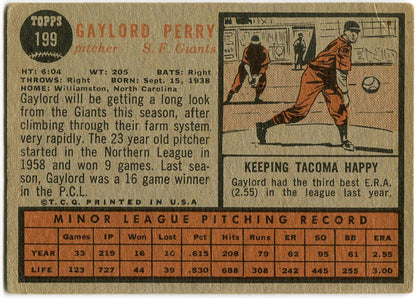 TOPPS
199
GAYLORD PERRY
pitcher S. F. Giants
HT: 6:04 WT: 205 BATS: Right
THROWS: Right BORN: Sept. 15, 1938
HOME: Williamston, North Carolina
Gaylord will be getting a long look
from the Giants this season, after
climbing through their farm system
very rapidly. The 23 year old pitcher
started in the Northern League in
1958 and won 9 games. Last sea-
son, Gaylord was a 16 game winner
in the P.C.L.
© T.C.G. PRINTED IN U.S.A
KEEPING TACOMA HAPPY
Gaylord had the third best E.R.A.
(2.55) in the league last year.
MINOR LEAGUE PITCHING RECORD
Games IP Won Lost Pct Hits Runs ER SO BB ERA
YEAR 33 219 16 10 .615 208 79 62 95 61 2.55
LIFE 123 727 44 39 .530 688 308 242 445 255 3.00